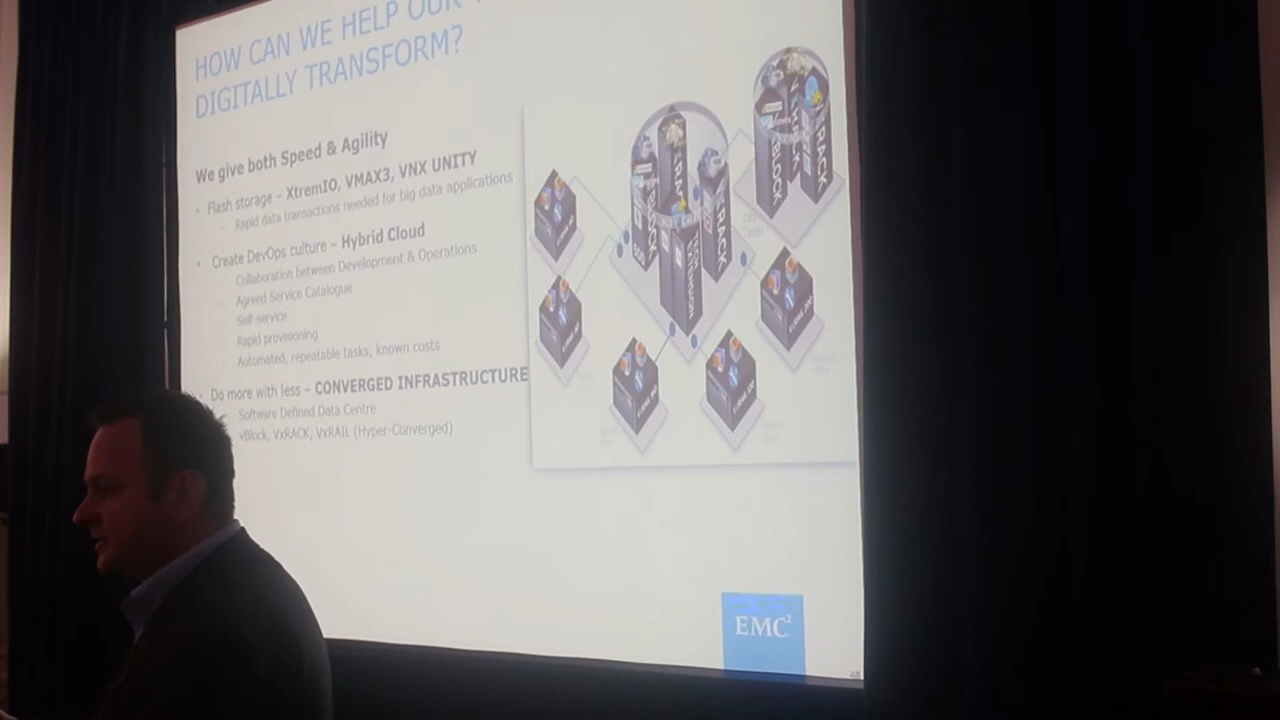 HOW CAN WE HELP OUR
DIGITALLY TRANSFORM?
We give both Speed & Agility
Flash storage – XtremIO, VMAX3, VNX UNITY
Rapid data transactions needed for big data applications
Create DevOps culture – Hybrid Cloud
Collaboration between Development & Operations
Agreed Service Catalogue
Self-service
Rapid provisioning
Automated, repeatable tasks, known costs
Do more with less – CONVERGED INFRASTRUCTURE
Software Defined Data Centre
vBlock, VxRACK, VxRAIL (Hyper-Converged)
EMC²
48